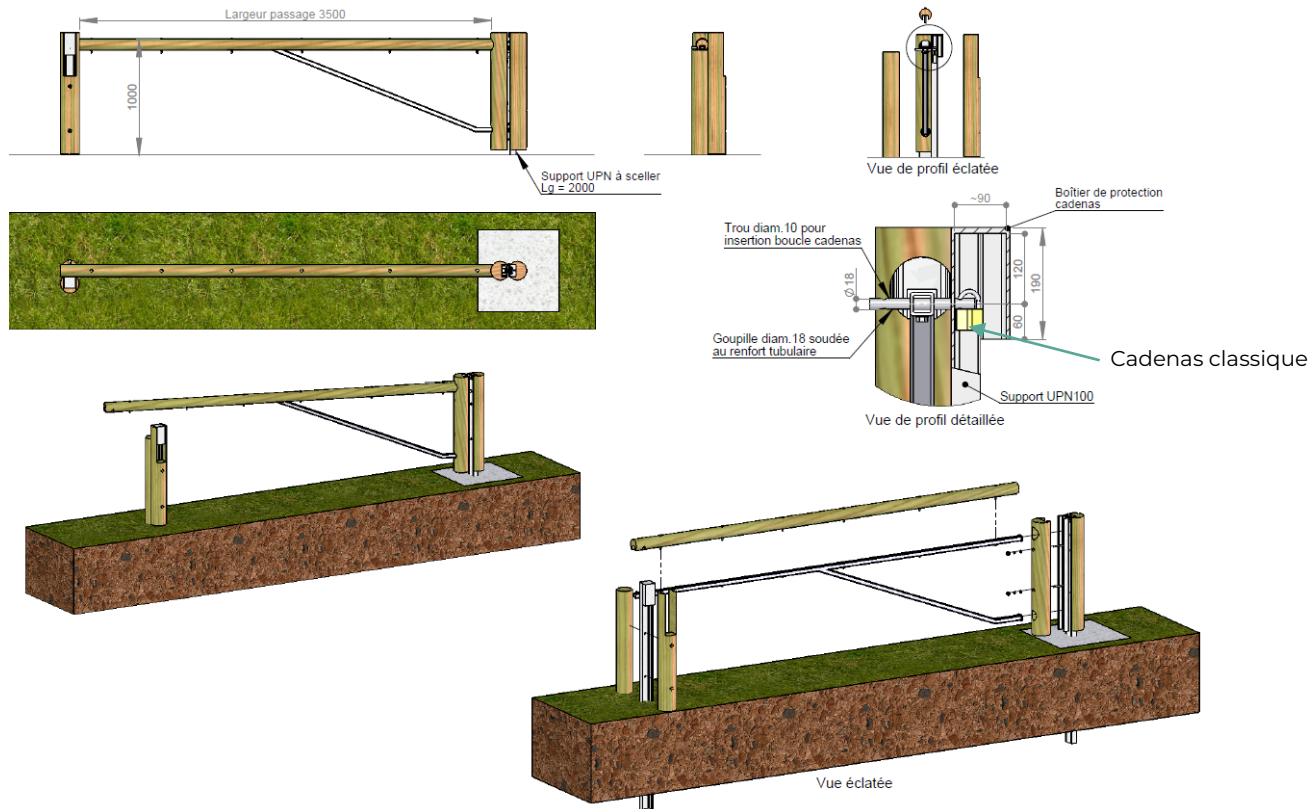 Largeur passage 3500
1000
Support UPN à sceller
Lg = 2000
Vue de profil éclatée
~90
Boîtier de protection
cadenas
Trou diam.10 pour
insertion boucle cadenas
Ø18
120
190
60
Goupille diam.18 soudée
au renfort tubulaire
Cadenas classique
Support UPN100
Vue de profil détaillée
Vue éclatée